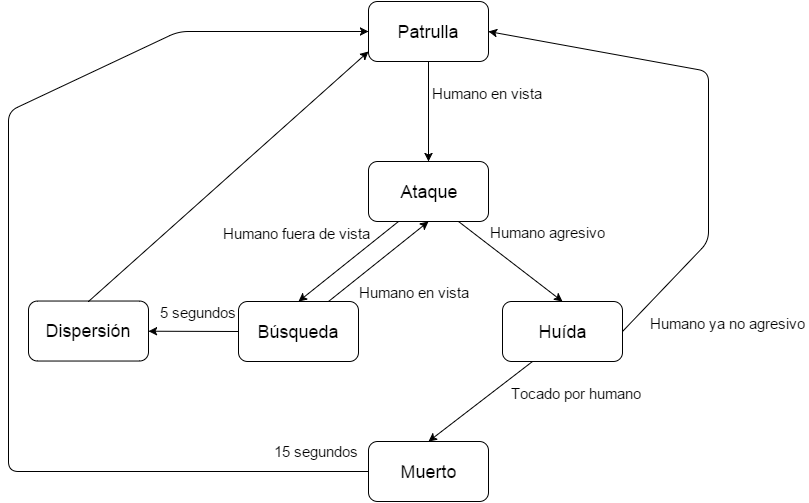 Patrulla
Humano en vista
Ataque
Humano fuera de vista
Humano agresivo
Humano en vista
5 segundos
Dispersión
Búsqueda
Huída
Humano ya no agresivo
Tocado por humano
15 segundos
Muerto